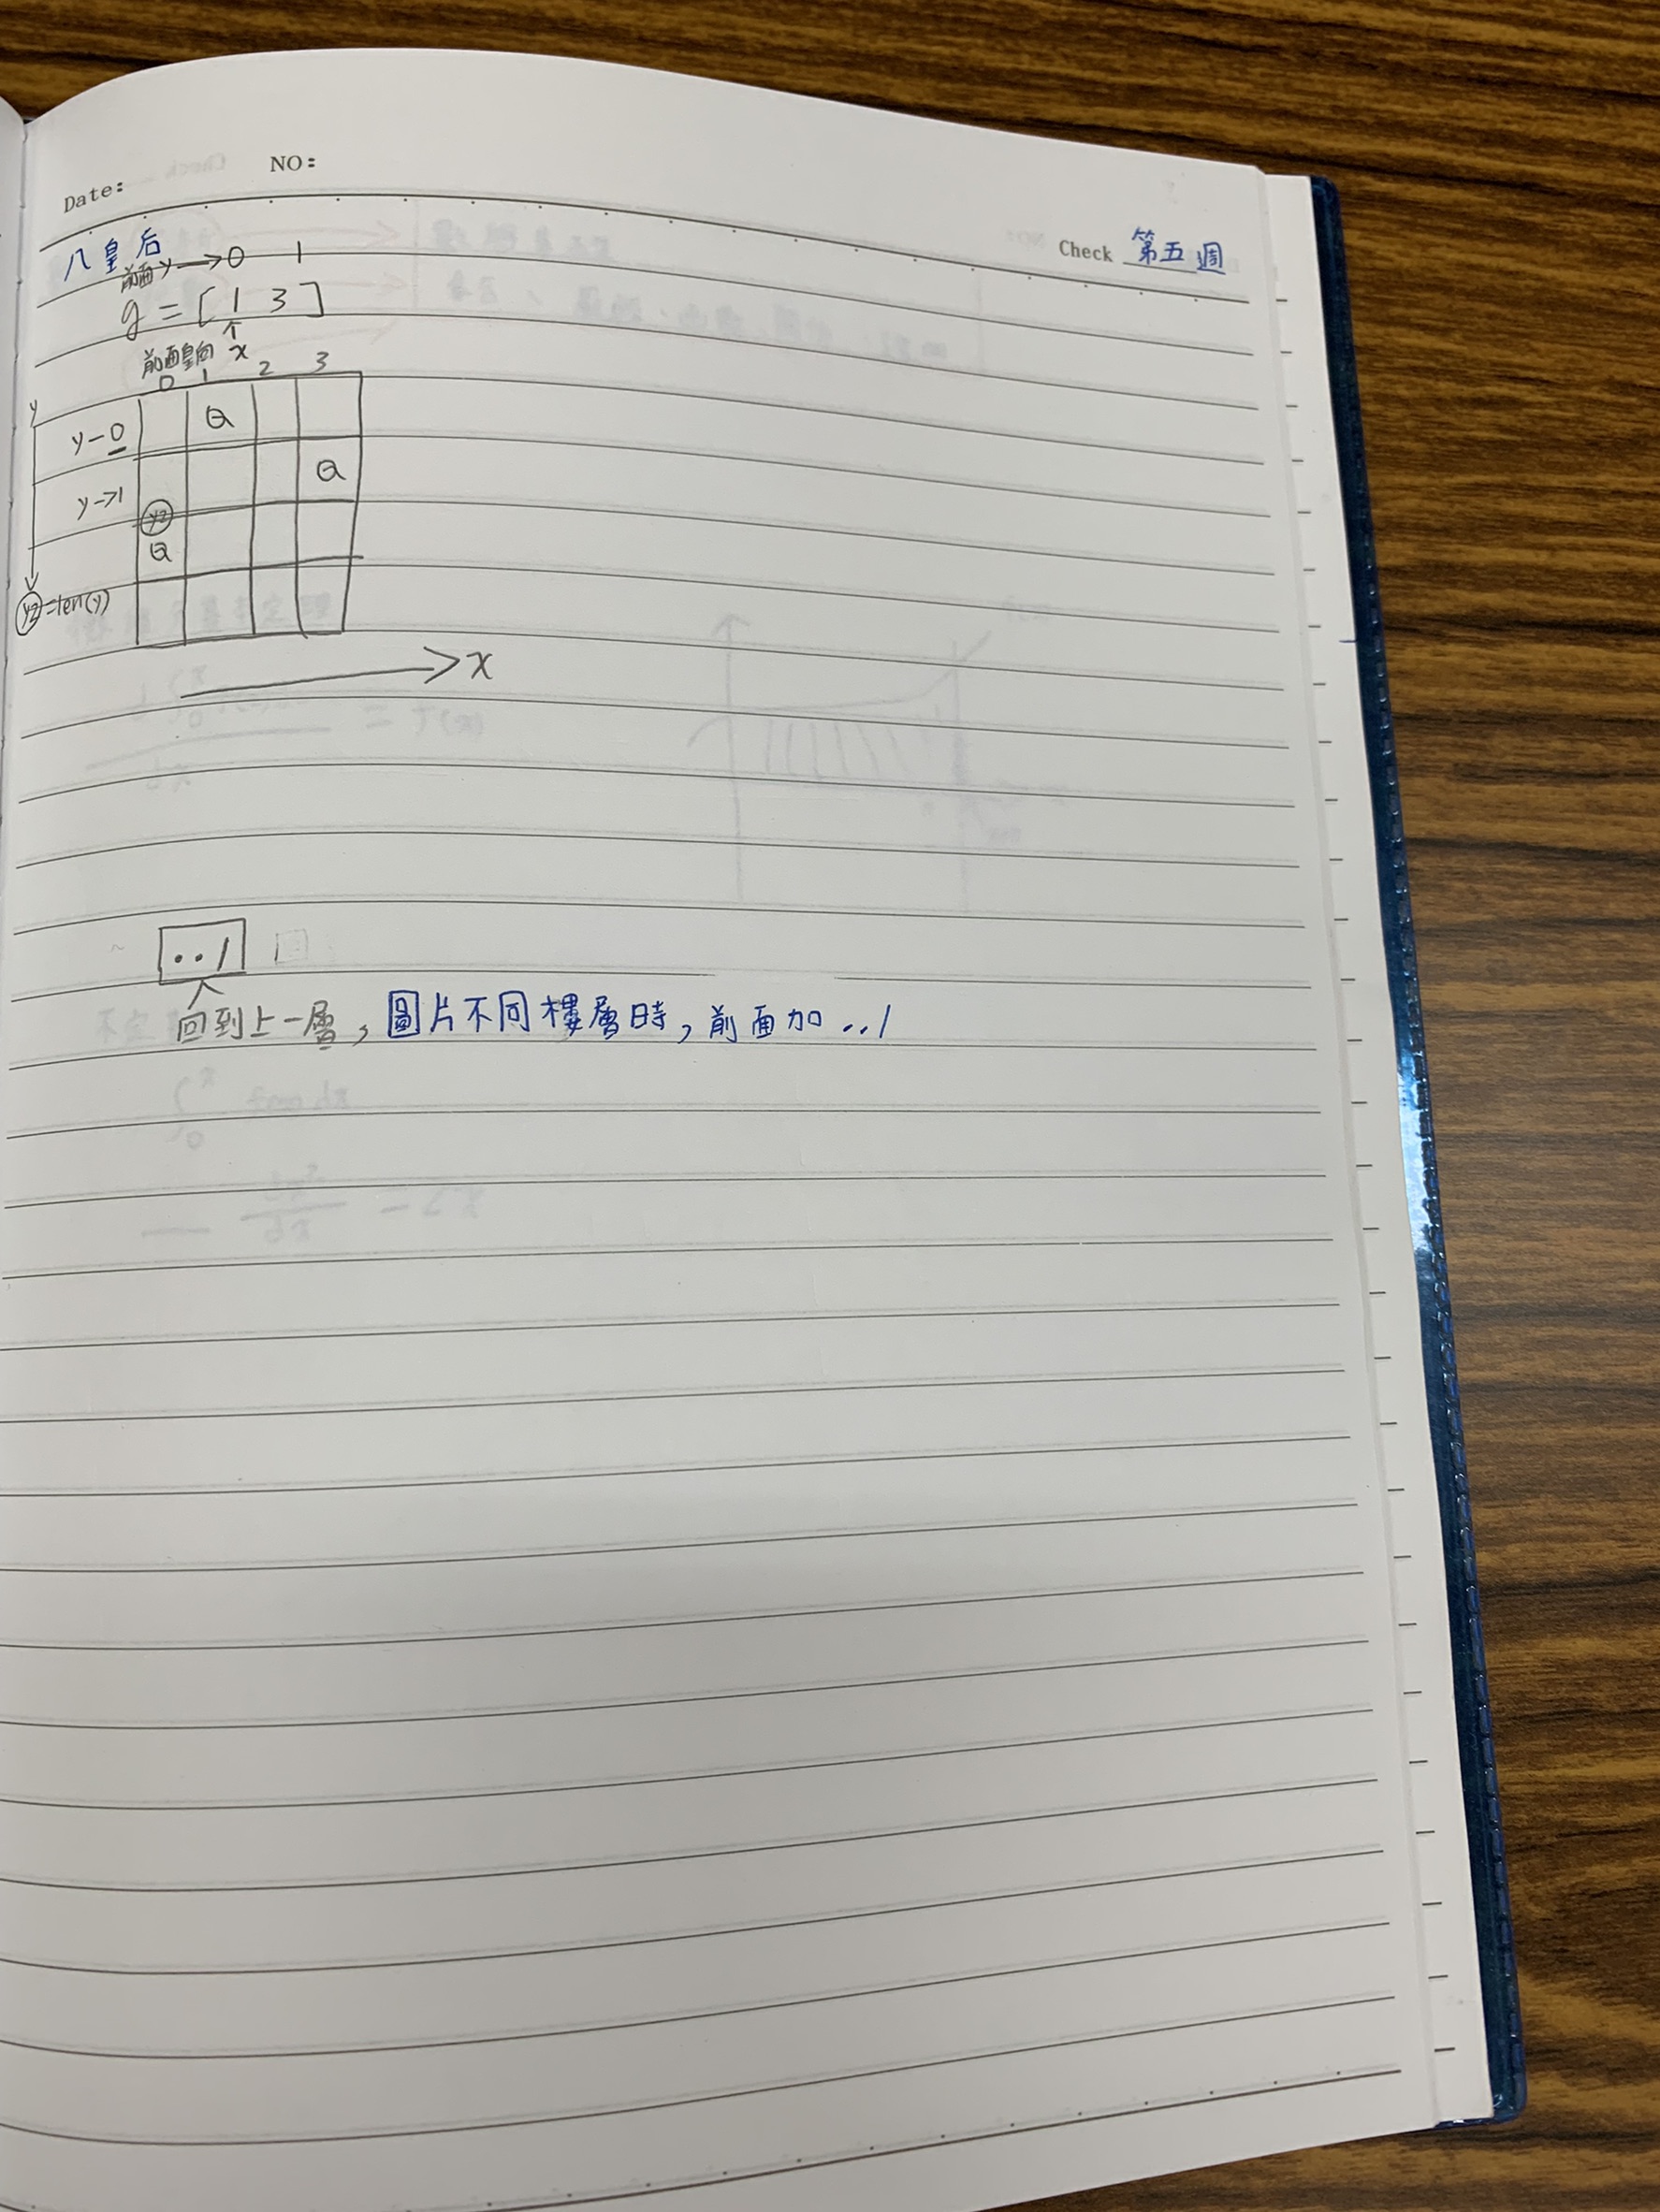 Date: NO:
Check 第五週
八皇后
前面y→0 1
g=[1 3]
↑
前面皇后 x
0 1 2 3
y
y-0 Q
y→1 Q
y2
Q
y2=len(y)
→x
../
回到上一層,圖片不同樓層時,前面加../